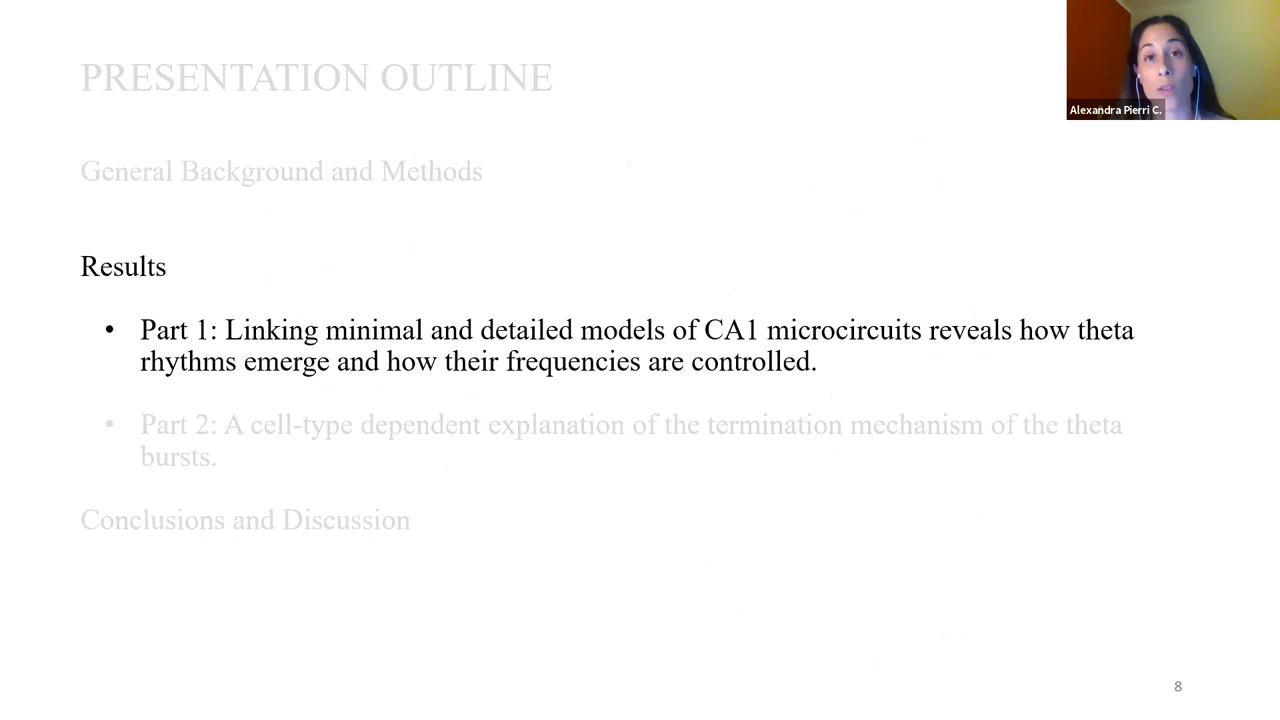 PRESENTATION OUTLINE
Alexandra Pierri C.
General Background and Methods
Results
• Part 1: Linking minimal and detailed models of CA1 microcircuits reveals how theta
rhythms emerge and how their frequencies are controlled.
• Part 2: A cell-type dependent explanation of the termination mechanism of the theta
bursts.
Conclusions and Discussion
8